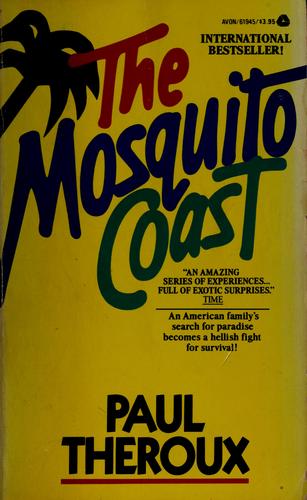 AVON/61945/$3.95
INTERNATIONAL
BESTSELLER!
The
Mosquito
Coast
"AN AMAZING
SERIES OF EXPERIENCES...
FULL OF EXOTIC SURPRISES."
TIME
An American family's
search for paradise
becomes a hellish fight
for survival!
PAUL
THEROUX